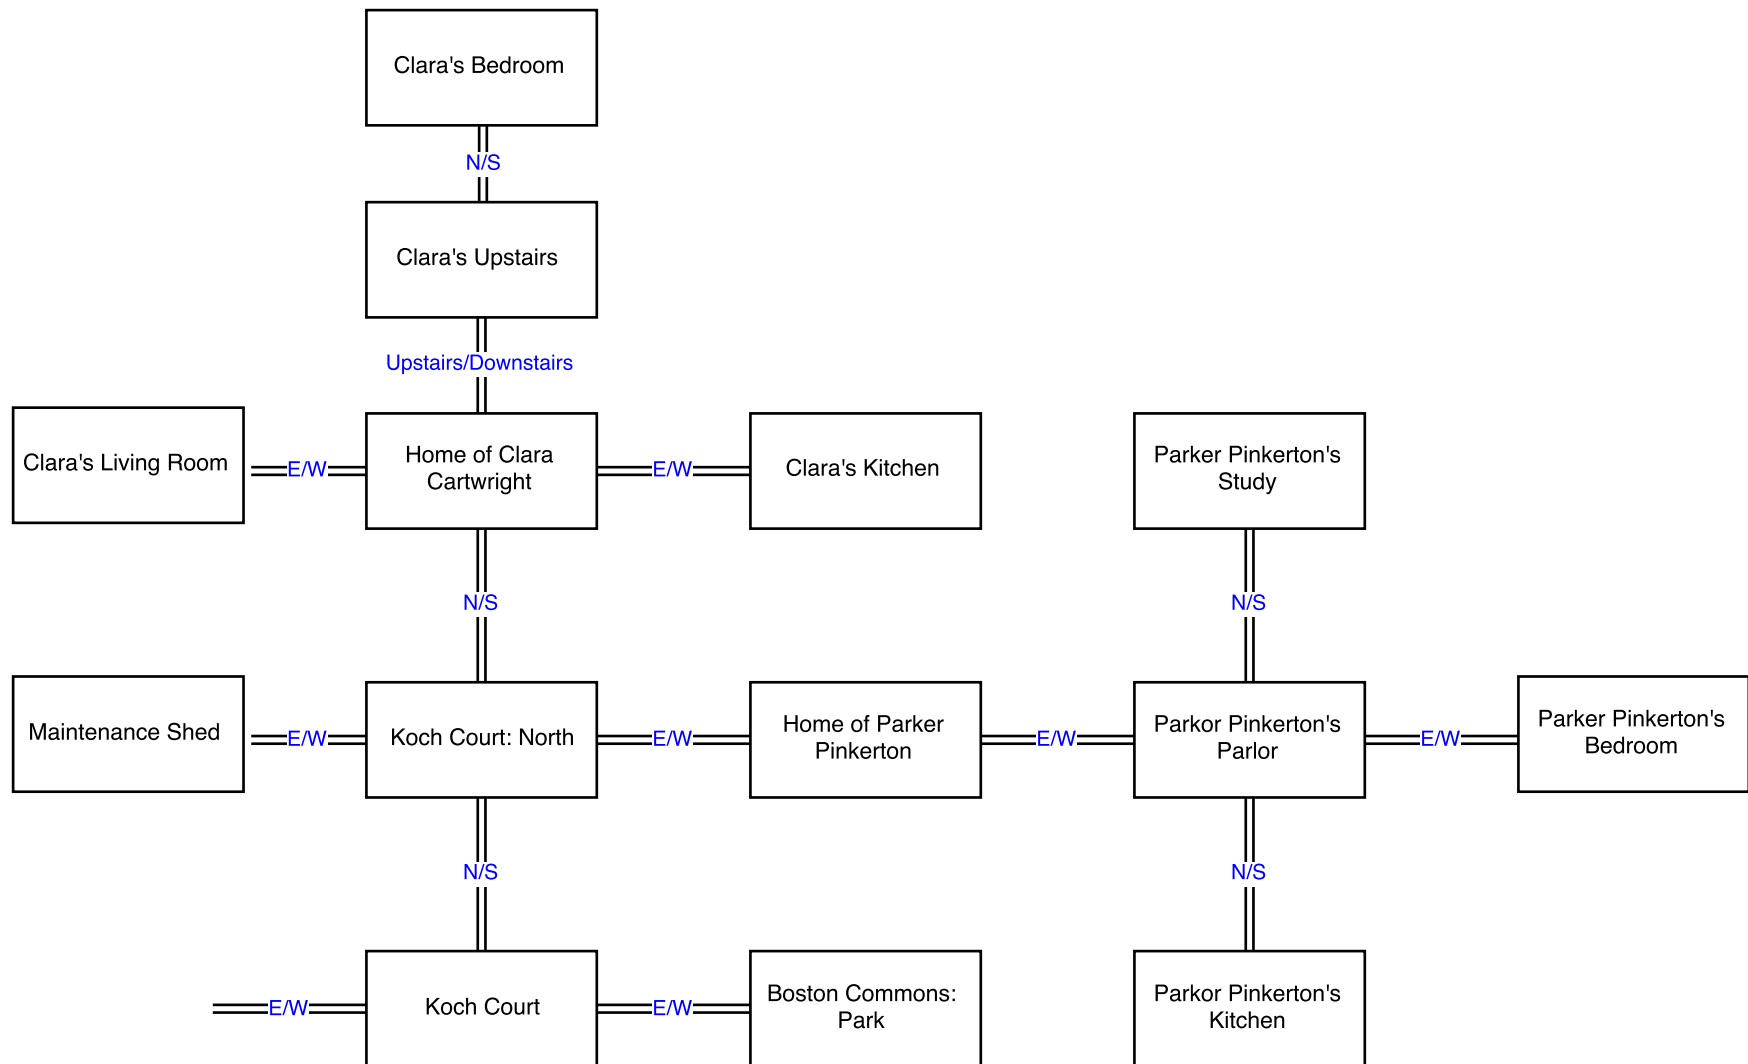 Clara's Bedroom
N/S
Clara's Upstairs
Upstairs/Downstairs
Clara's Living Room
E/W
Home of Clara
Cartwright
E/W
Clara's Kitchen
Parker Pinkerton's
Study
N/S
N/S
Maintenance Shed
E/W
Koch Court: North
E/W
Home of Parker
Pinkerton
E/W
Parkor Pinkerton's
Parlor
E/W
Parker Pinkerton's
Bedroom
N/S
N/S
E/W
Koch Court
E/W
Boston Commons:
Park
Parkor Pinkerton's
Kitchen